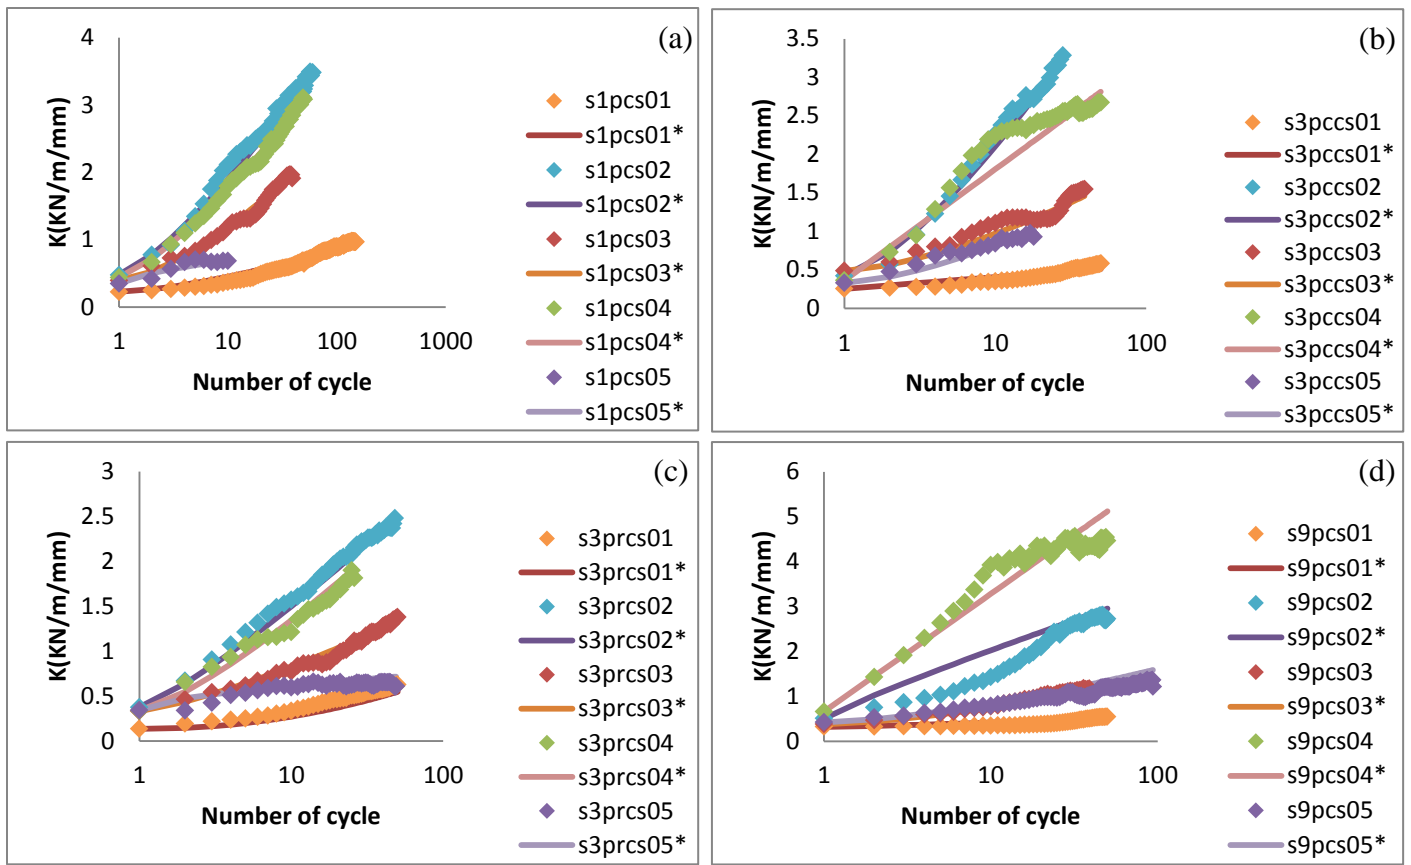 (a)
K(KN/m/mm)
4
3
2
1
0
1
10
100
1000
Number of cycle
s1pcs01
s1pcs01*
s1pcs02
s1pcs02*
s1pcs03
s1pcs03*
s1pcs04
s1pcs04*
s1pcs05
s1pcs05*
(b)
K(KN/m/mm)
3.5
3
2.5
2
1.5
1
0.5
0
1
10
100
Number of cycle
s3pccs01
s3pccs01*
s3pccs02
s3pccs02*
s3pccs03
s3pccs03*
s3pccs04
s3pccs04*
s3pccs05
s3pccs05*
(c)
K(KN/m/mm)
3
2.5
2
1.5
1
0.5
0
1
10
100
Number of cycle
s3prcs01
s3prcs01*
s3prcs02
s3prcs02*
s3prcs03
s3prcs03*
s3prcs04
s3prcs04*
s3prcs05
s3prcs05*
(d)
K(KN/m/mm)
6
5
4
3
2
1
0
1
10
100
Number of cycle
s9pcs01
s9pcs01*
s9pcs02
s9pcs02*
s9pcs03
s9pcs03*
s9pcs04
s9pcs04*
s9pcs05
s9pcs05*